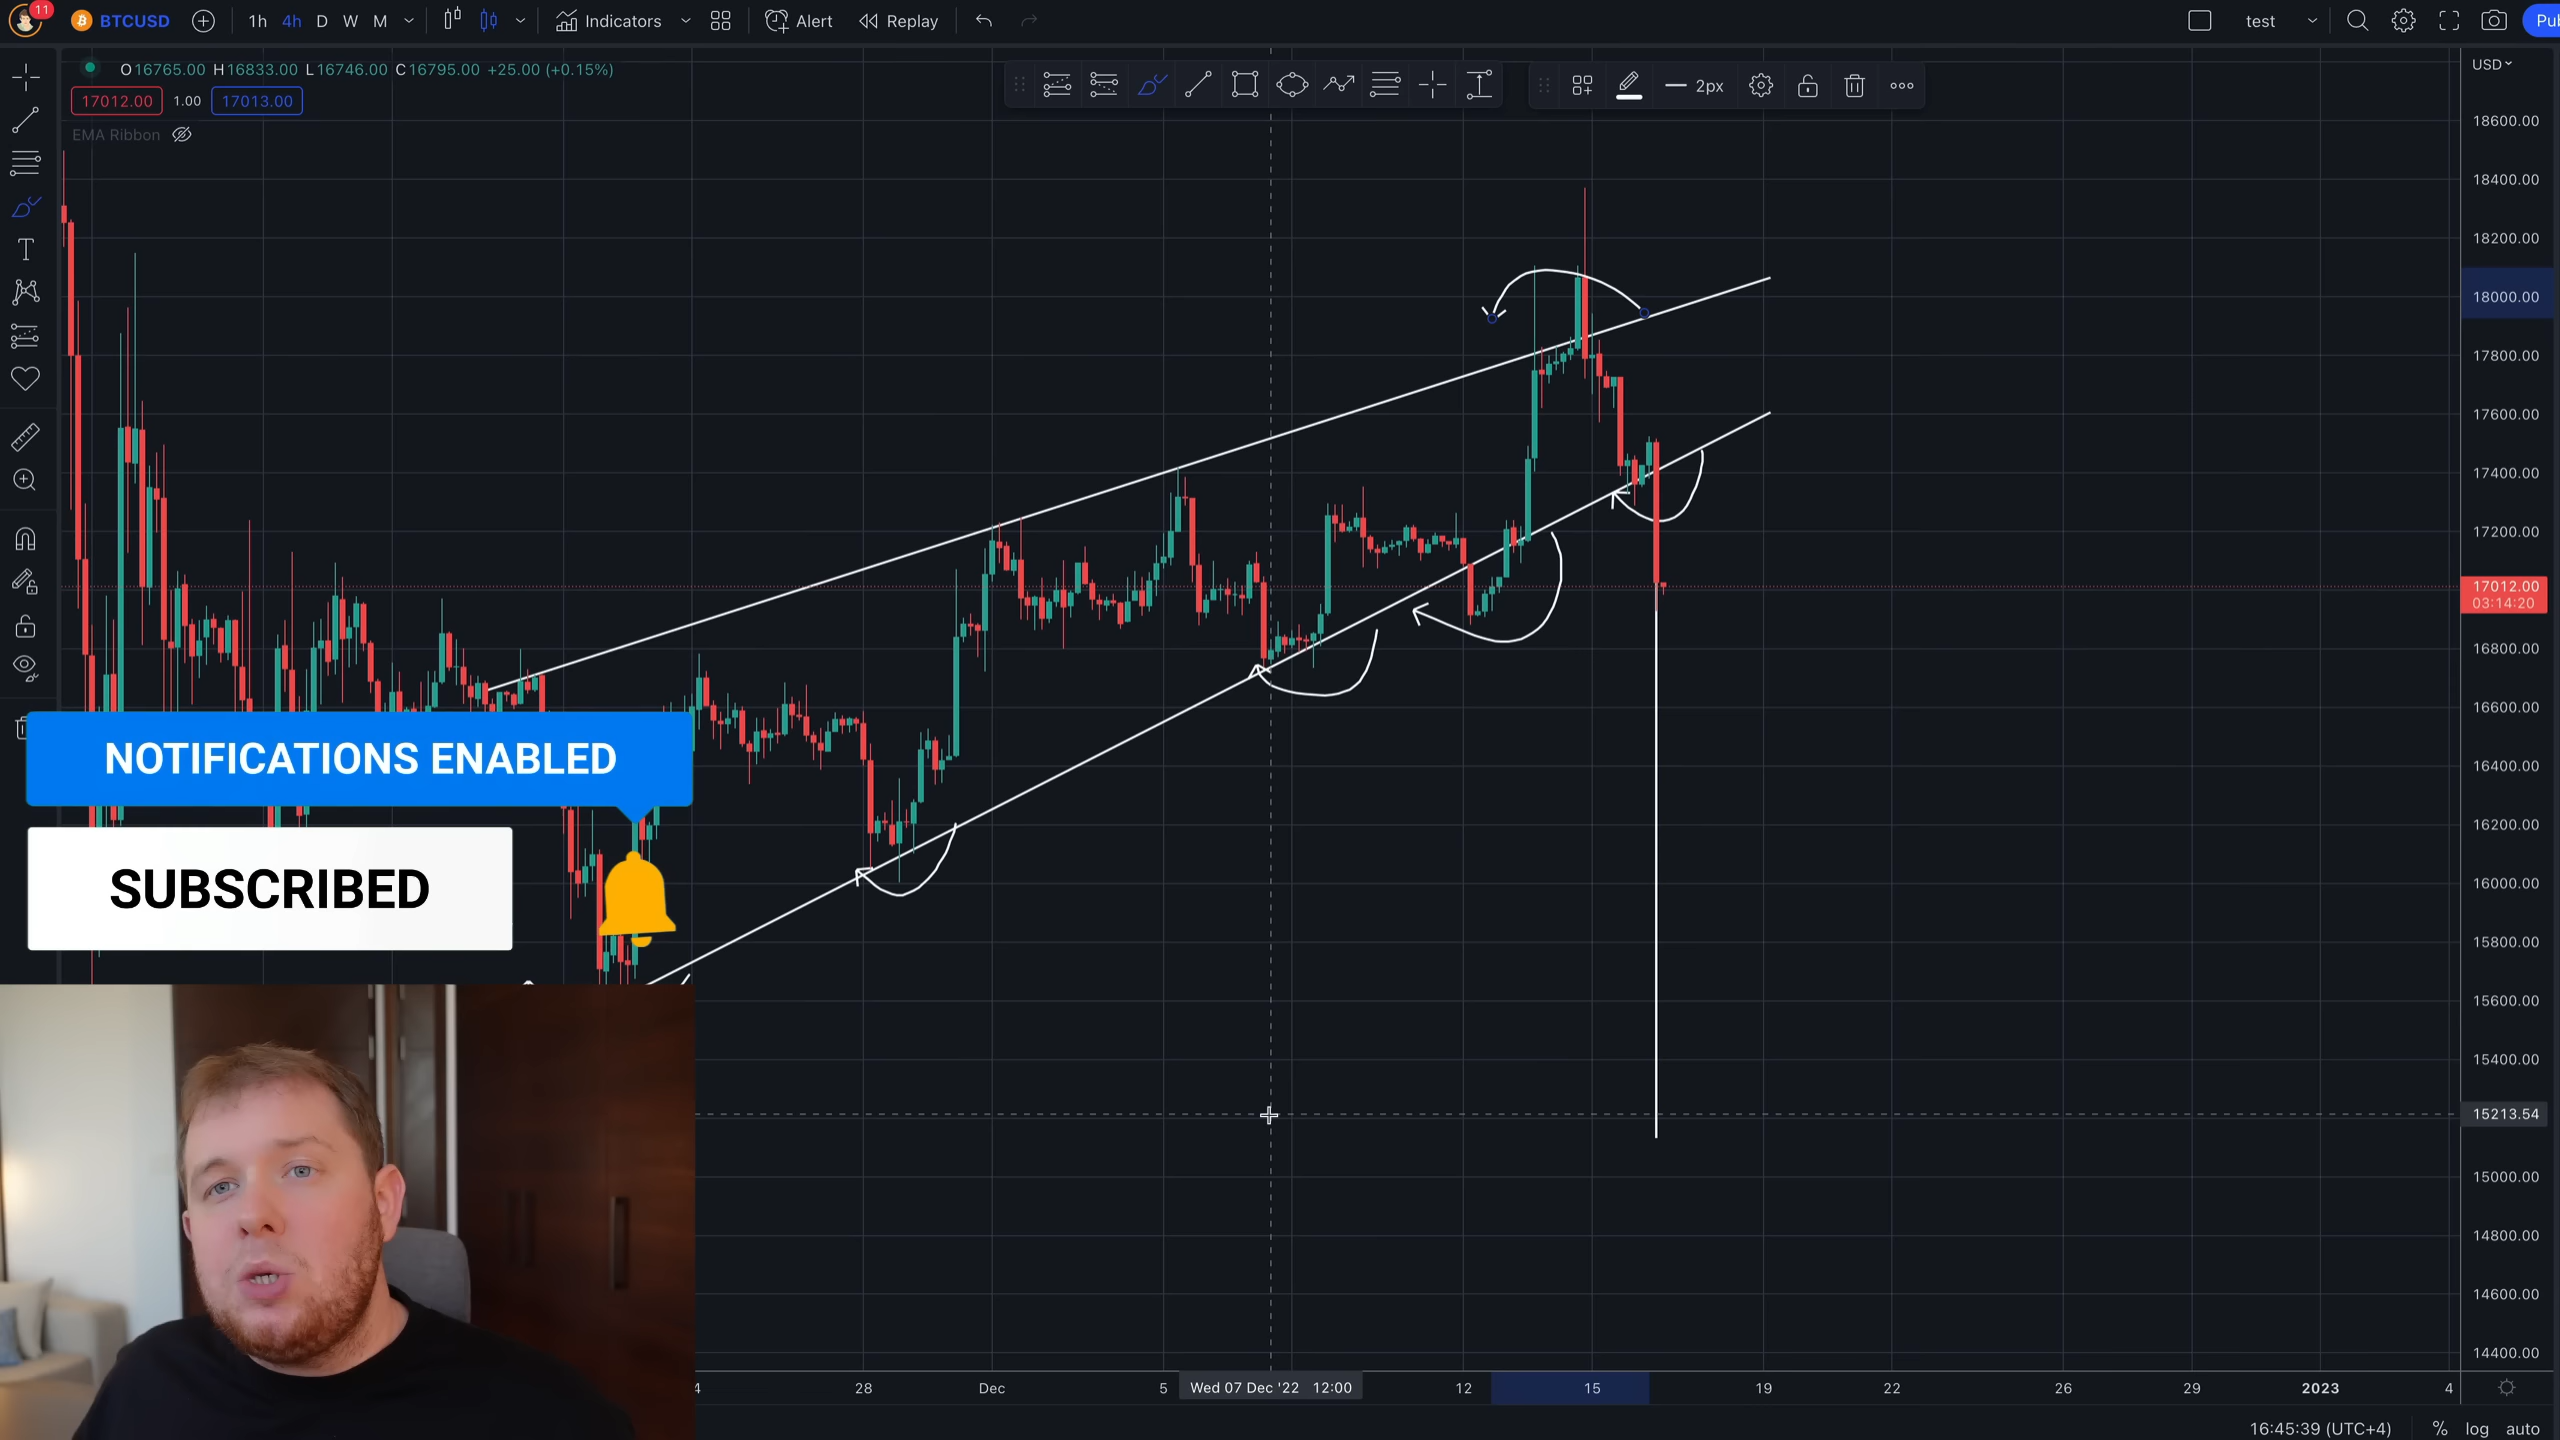 11 BTCUSD 1h 4h D W M Indicators Alert Replay test Pub
O16765.00 H16833.00 L16746.00 C16795.00 +25.00 (+0.15%)
17012.00 1.00 17013.00
EMA Ribbon
2px
USD
18600.00
18400.00
18200.00
18000.00
17800.00
17600.00
17400.00
17200.00
17012.00
03:14:20
16800.00
16600.00
16400.00
16200.00
16000.00
15800.00
15600.00
15400.00
15213.54
15000.00
14800.00
14600.00
14400.00
NOTIFICATIONS ENABLED
SUBSCRIBED
4 28 Dec 5 Wed 07 Dec '22 12:00 12 15 19 22 26 29 2023 4
16:45:39 (UTC+4) % log auto